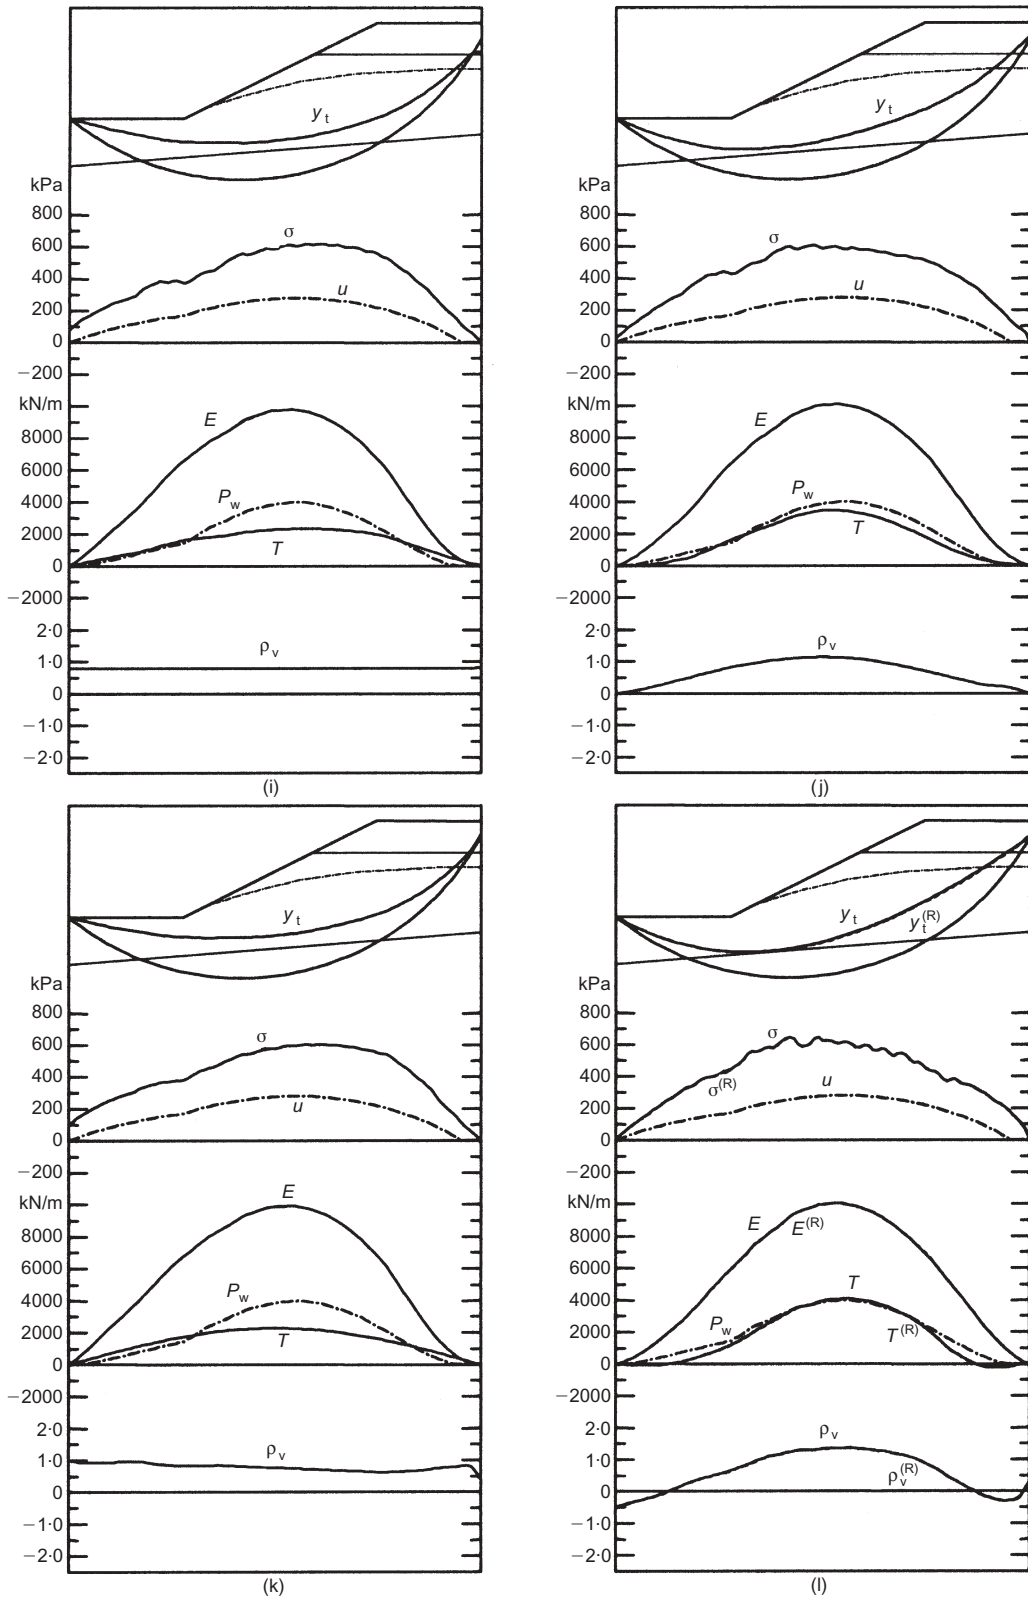 y_t
kPa
800
600
400
200
0
−200
σ
u
kN/m
8000
6000
4000
2000
0
−2000
E
P_w
T
2·0
1·0
0
−1·0
−2·0
ρ_v
(i)
y_t
kPa
800
600
400
200
0
−200
σ
u
kN/m
8000
6000
4000
2000
0
−2000
E
P_w
T
2·0
1·0
0
−1·0
−2·0
ρ_v
(j)
y_t
kPa
800
600
400
200
0
−200
σ
u
kN/m
8000
6000
4000
2000
0
−2000
E
P_w
T
2·0
1·0
0
−1·0
−2·0
ρ_v
(k)
y_t
y_t^(R)
kPa
800
600
400
200
0
−200
σ
σ^(R)
u
kN/m
8000
6000
4000
2000
0
−2000
E
E^(R)
T
P_w
T^(R)
2·0
1·0
0
−1·0
−2·0
ρ_v
ρ_v^(R)
(l)